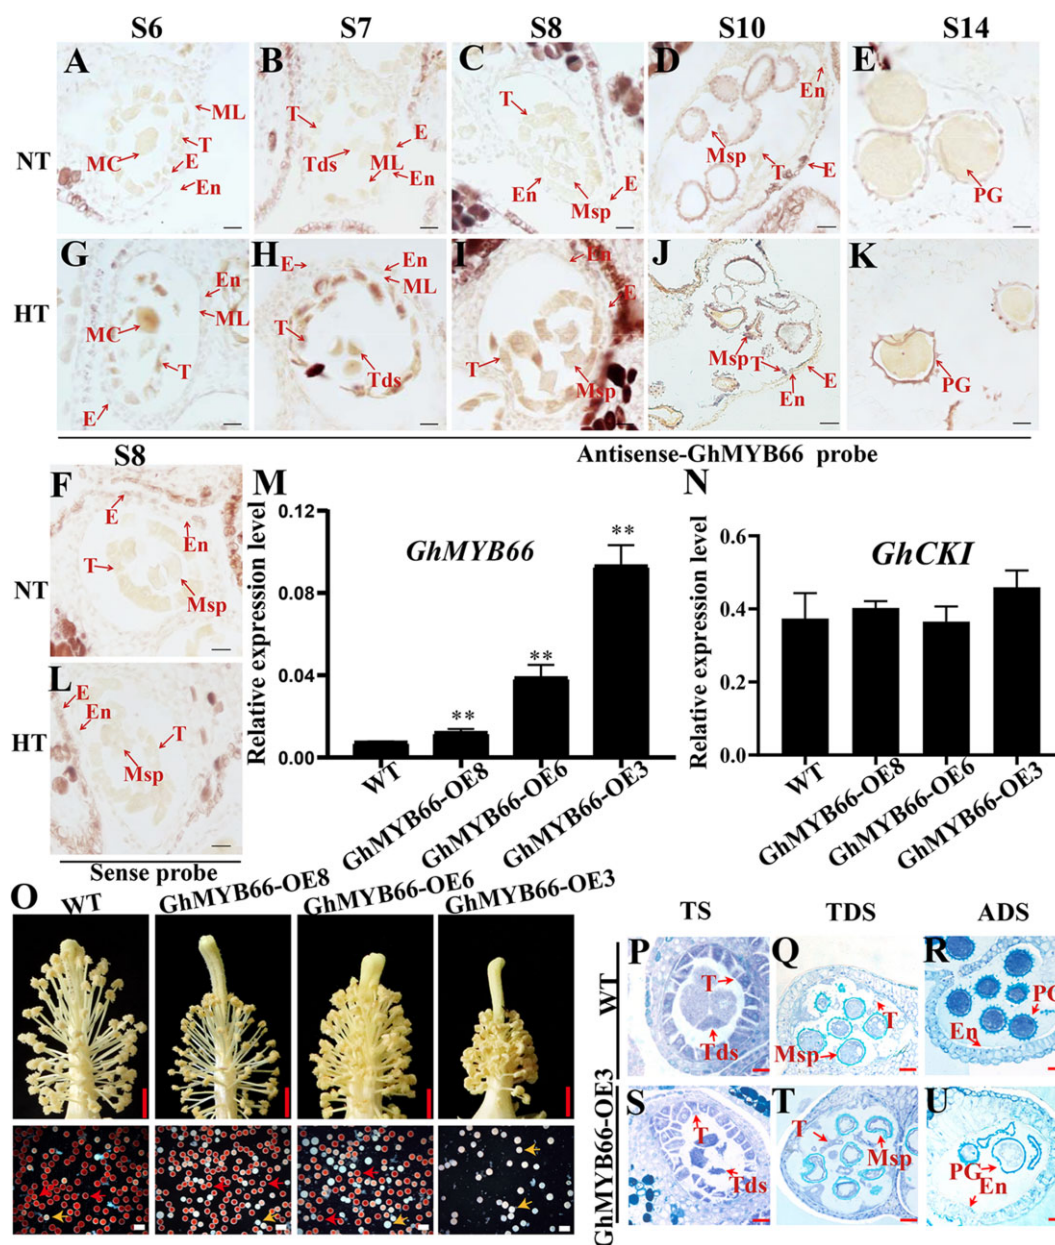 S6 S7 S8 S10 S14
NT
A ML T E En MC
B T Tds E ML En
C T En Msp E
D En Msp T E
E PG
HT
G En ML MC T E
H E En ML T Tds
I En E T Msp
J Msp T En E
K PG
Antisense-GhMYB66 probe
S8
NT
F E En T Msp
HT
L E En T Msp
Sense probe
M
Relative expression level
0.12
0.08
0.04
0.00
GhMYB66
**
**
**
WT
GhMYB66-OE8
GhMYB66-OE6
GhMYB66-OE3
N
Relative expression level
0.6
0.4
0.2
0.0
GhCKI
WT
GhMYB66-OE8
GhMYB66-OE6
GhMYB66-OE3
O
WT
GhMYB66-OE8
GhMYB66-OE6
GhMYB66-OE3
TS TDS ADS
WT
P T Tds
Q T Msp
R PG En
GhMYB66-OE3
S T Tds
T T Msp
U PG En